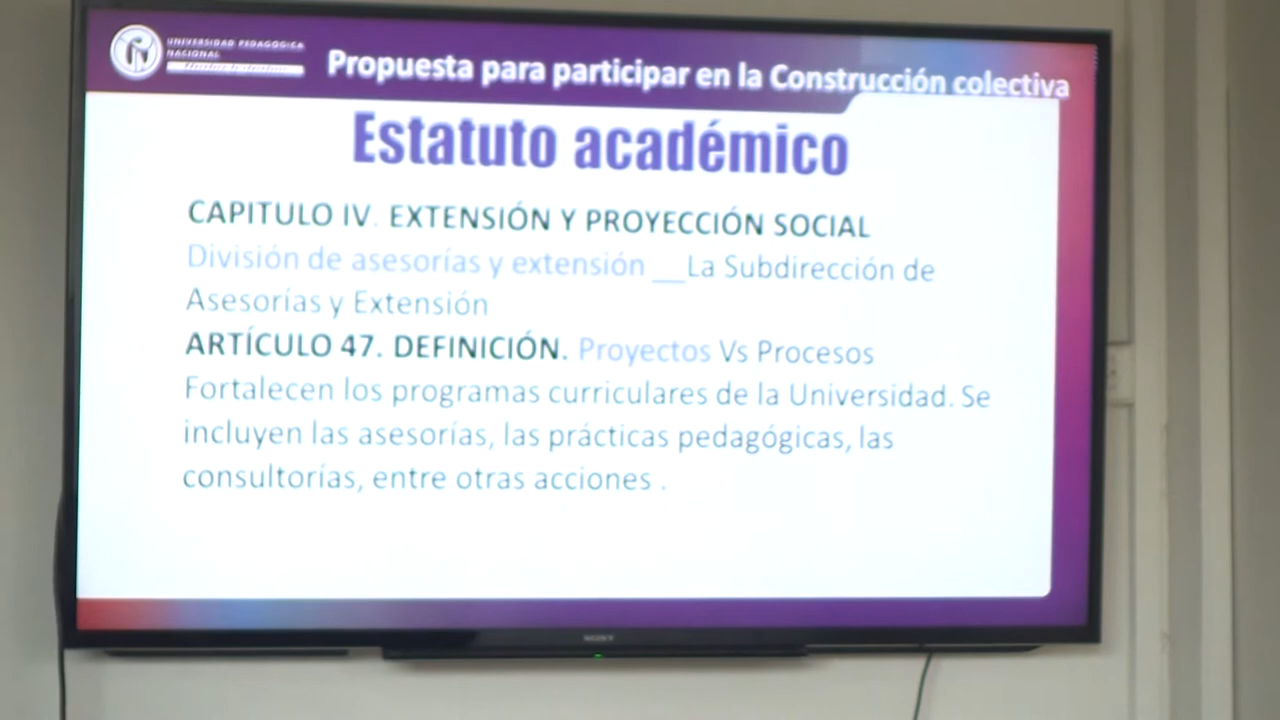 UNIVERSIDAD PEDAGOGICA
NACIONAL
Propuesta para participar en la Construcción colectiva
Estatuto académico
CAPITULO IV. EXTENSIÓN Y PROYECCIÓN SOCIAL
División de asesorías y extensión __La Subdirección de
Asesorías y Extensión
ARTÍCULO 47. DEFINICIÓN. Proyectos Vs Procesos
Fortalecen los programas curriculares de la Universidad. Se
incluyen las asesorías, las prácticas pedagógicas, las
consultorías, entre otras acciones .
SONY